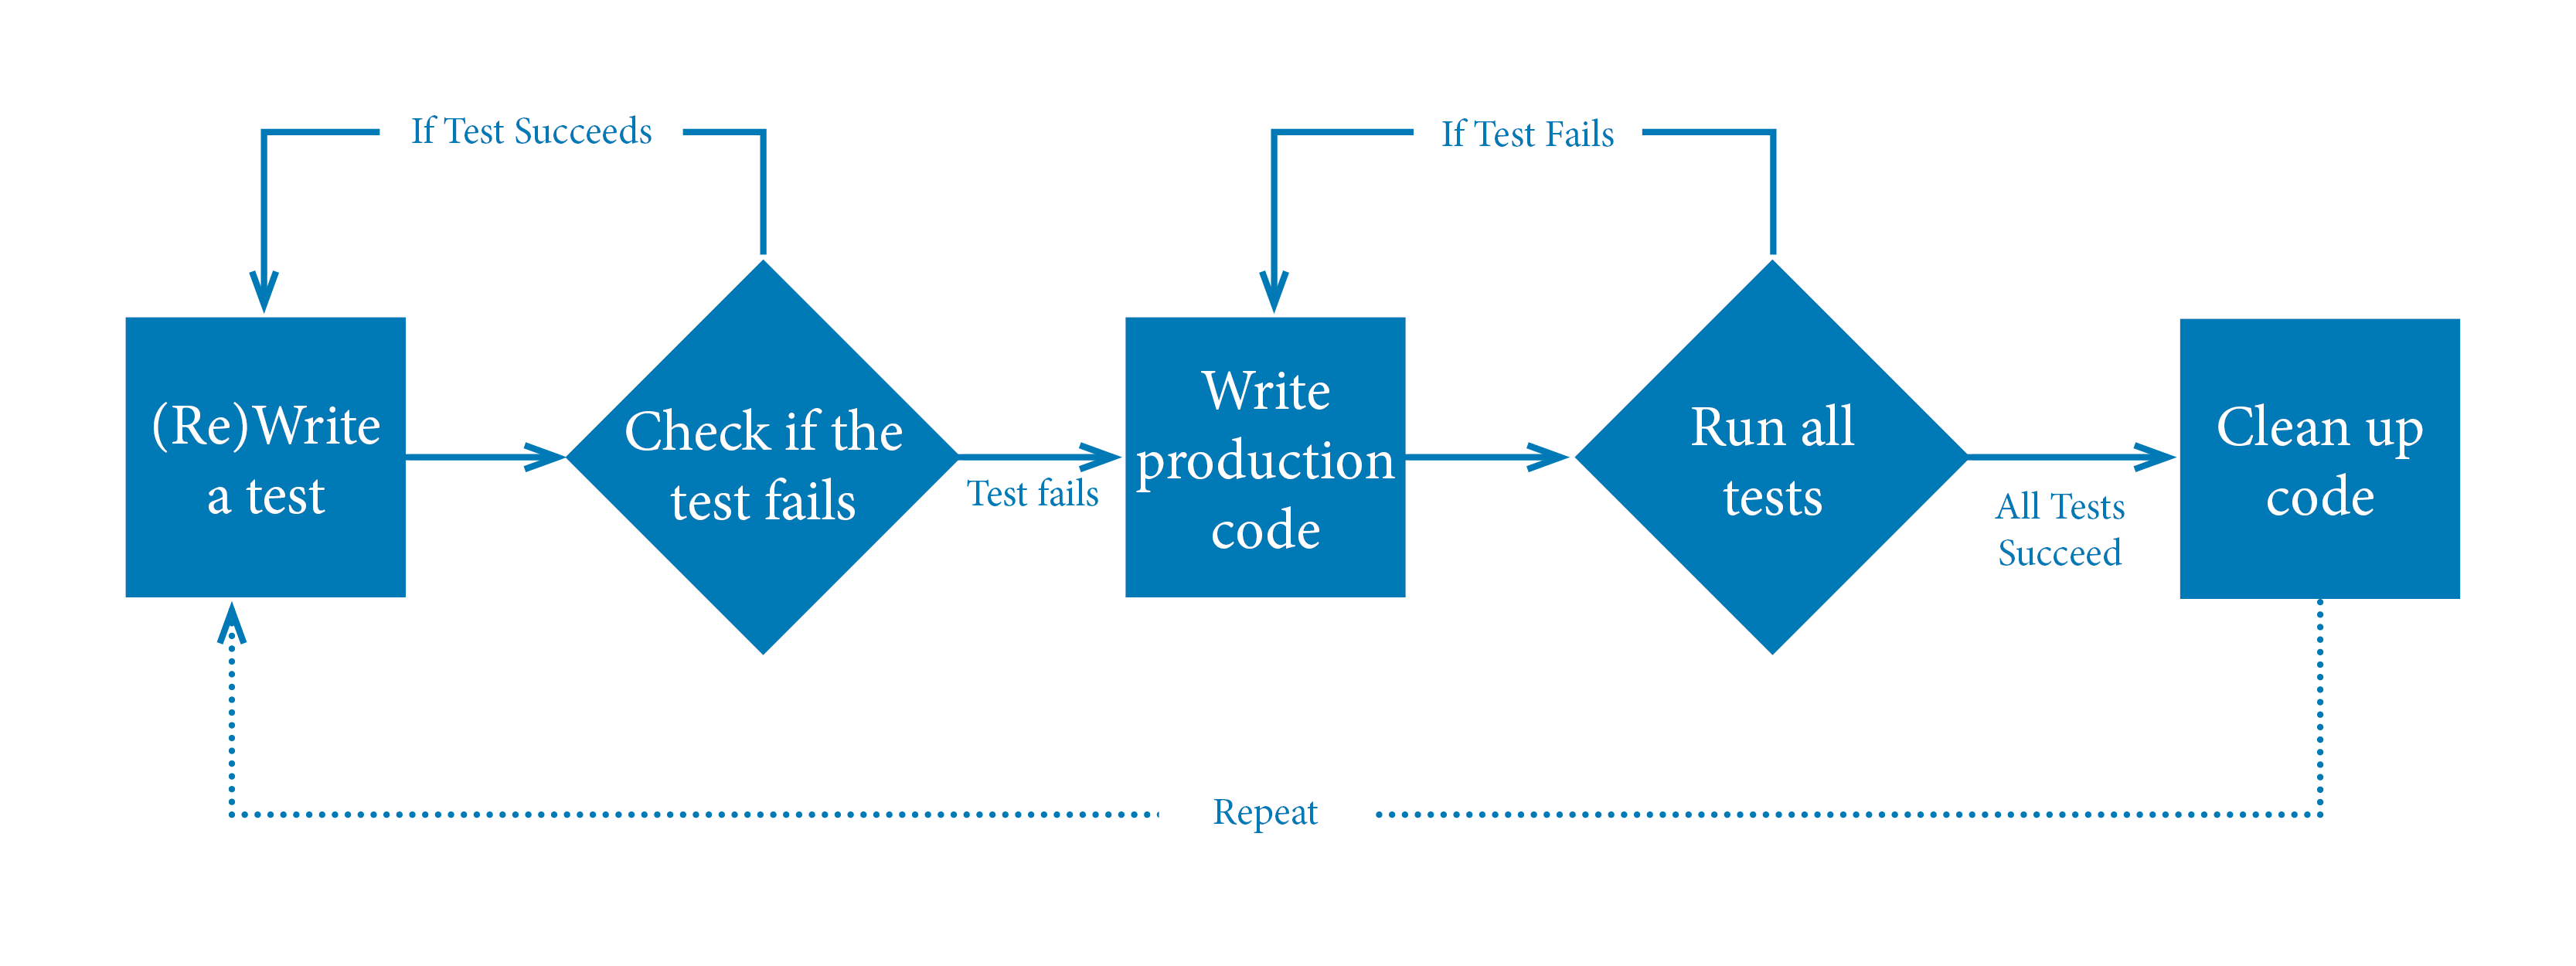 If Test Succeeds
If Test Fails
(Re)Write
a test
Check if the
test fails
Test fails
Write
production
code
Run all
tests
All Tests
Succeed
Clean up
code
Repeat